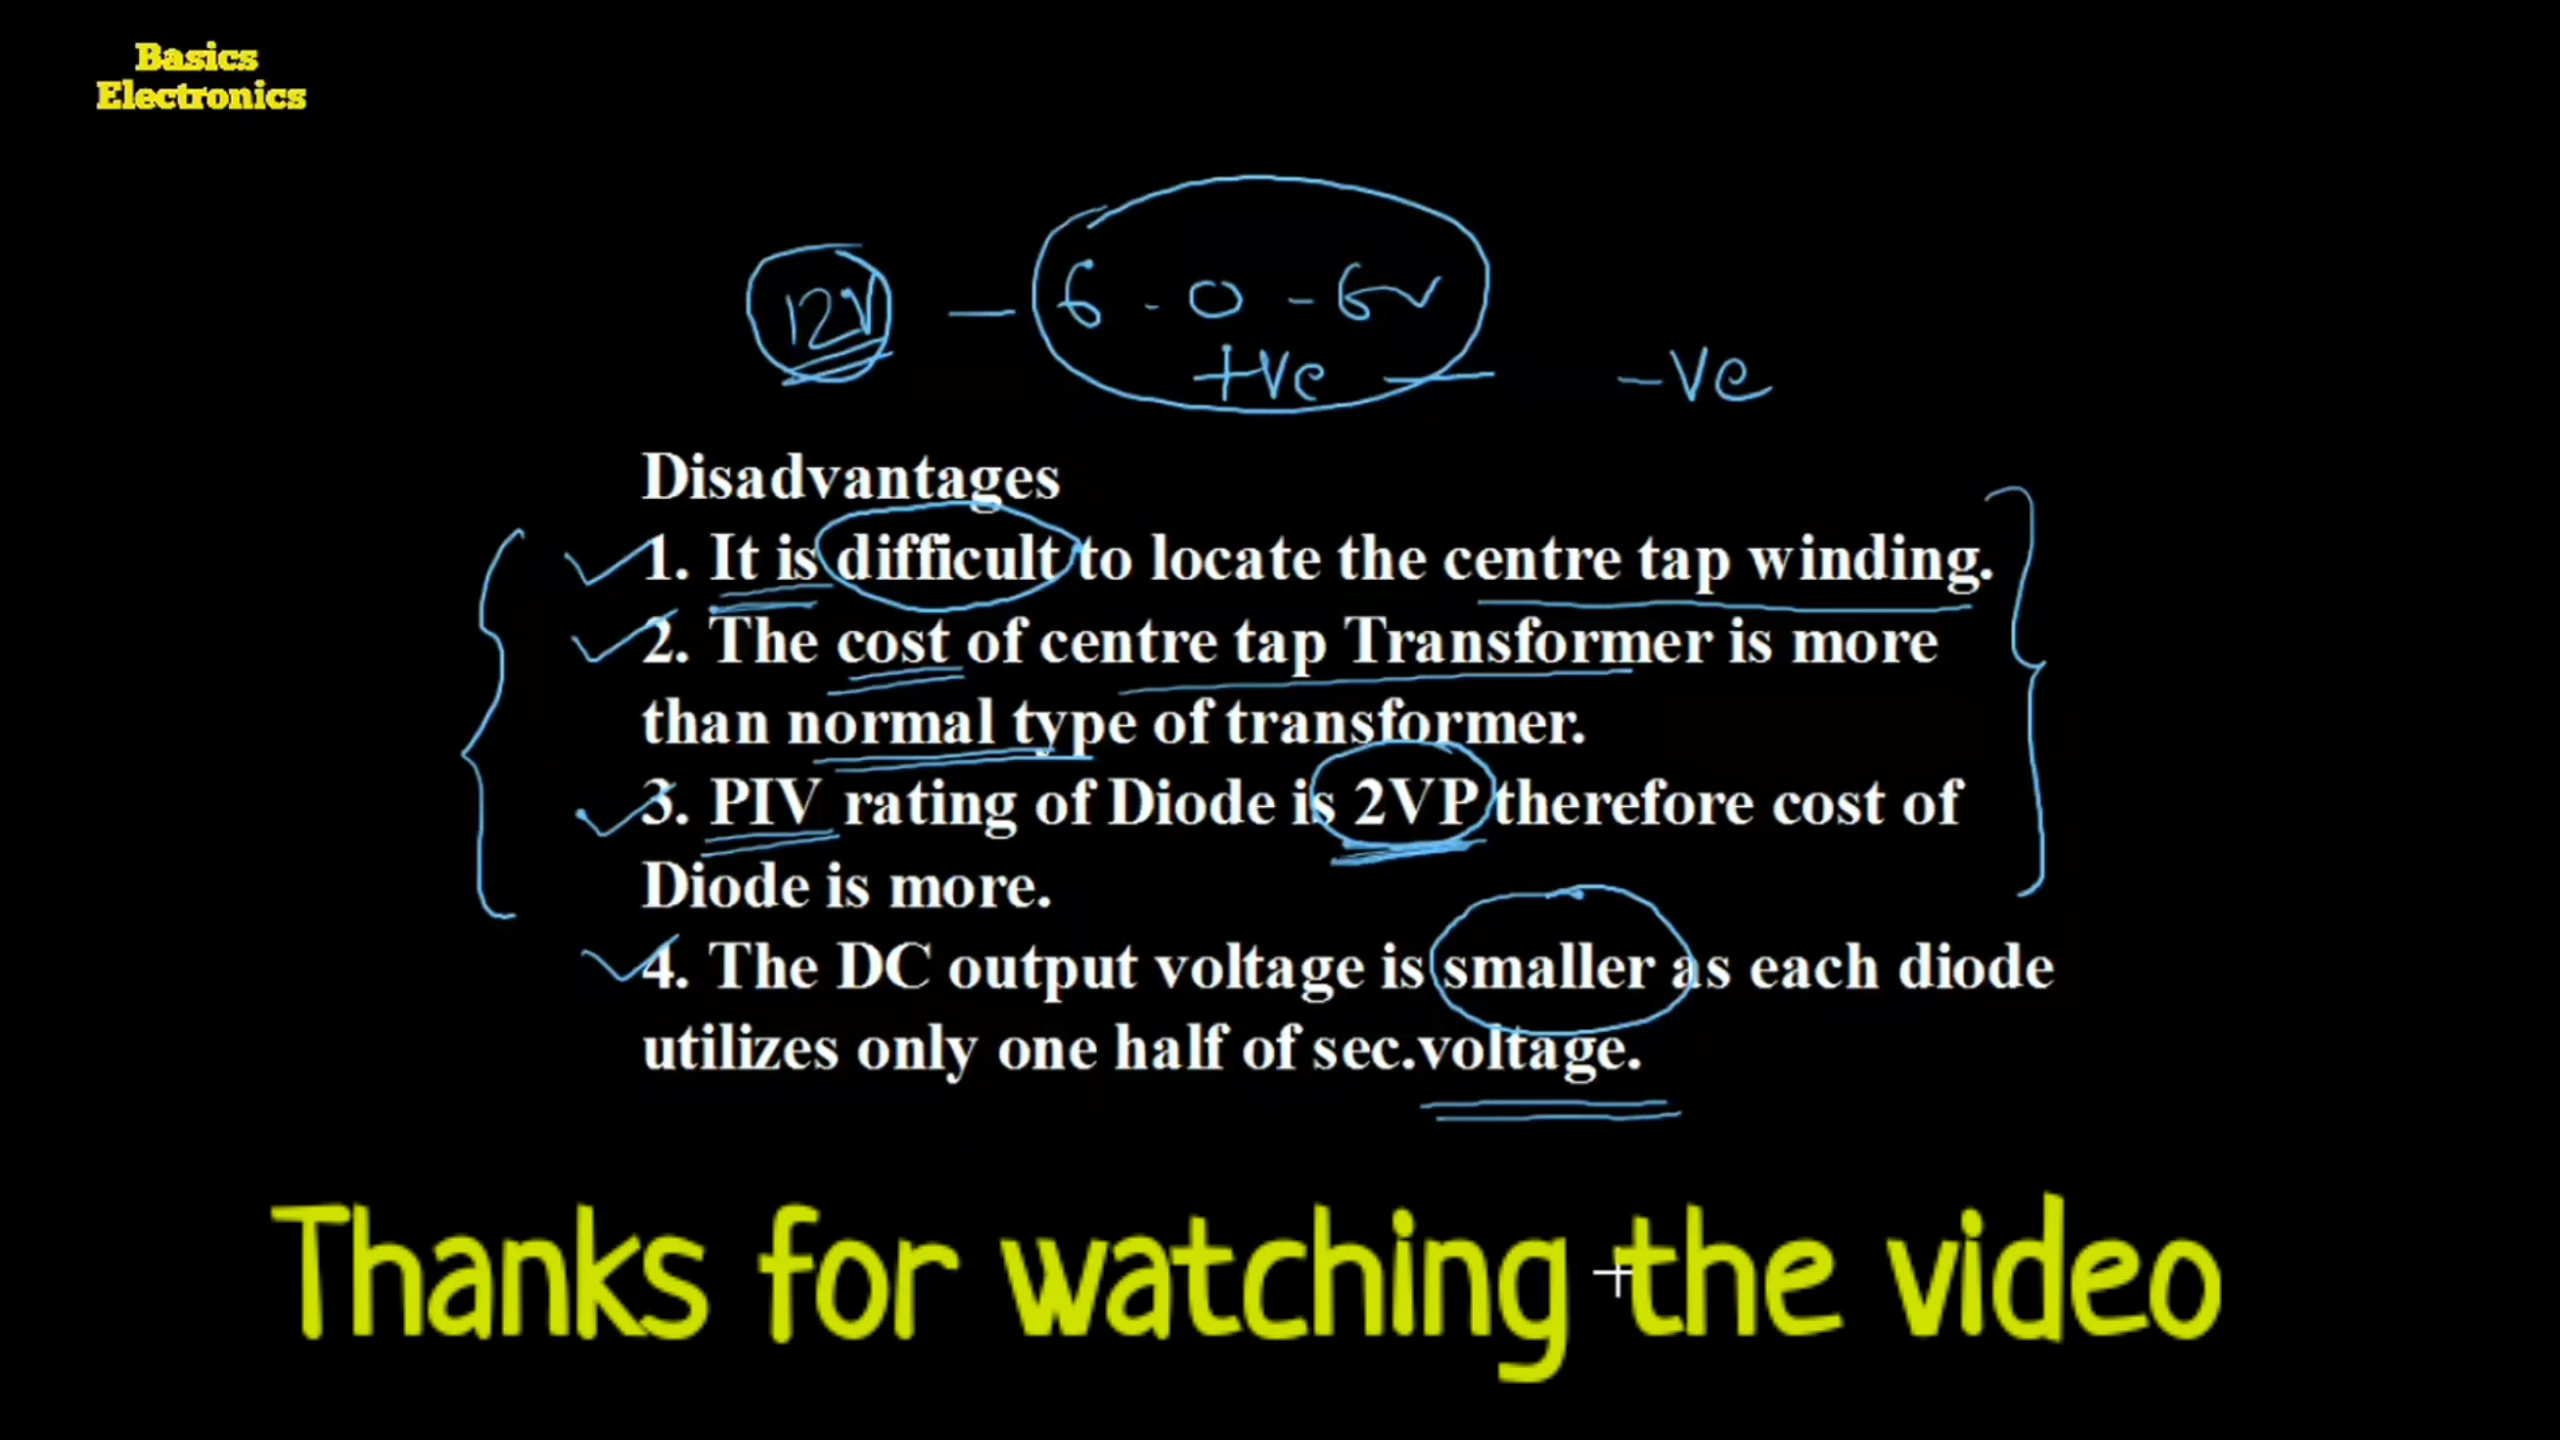 Basics
Electronics
12V — 6 - 0 - 6v
+ve — -ve
Disadvantages
1. It is difficult to locate the centre tap winding.
2. The cost of centre tap Transformer is more
than normal type of transformer.
3. PIV rating of Diode is 2VP therefore cost of
Diode is more.
4. The DC output voltage is smaller as each diode
utilizes only one half of sec.voltage.
Thanks for watching the video